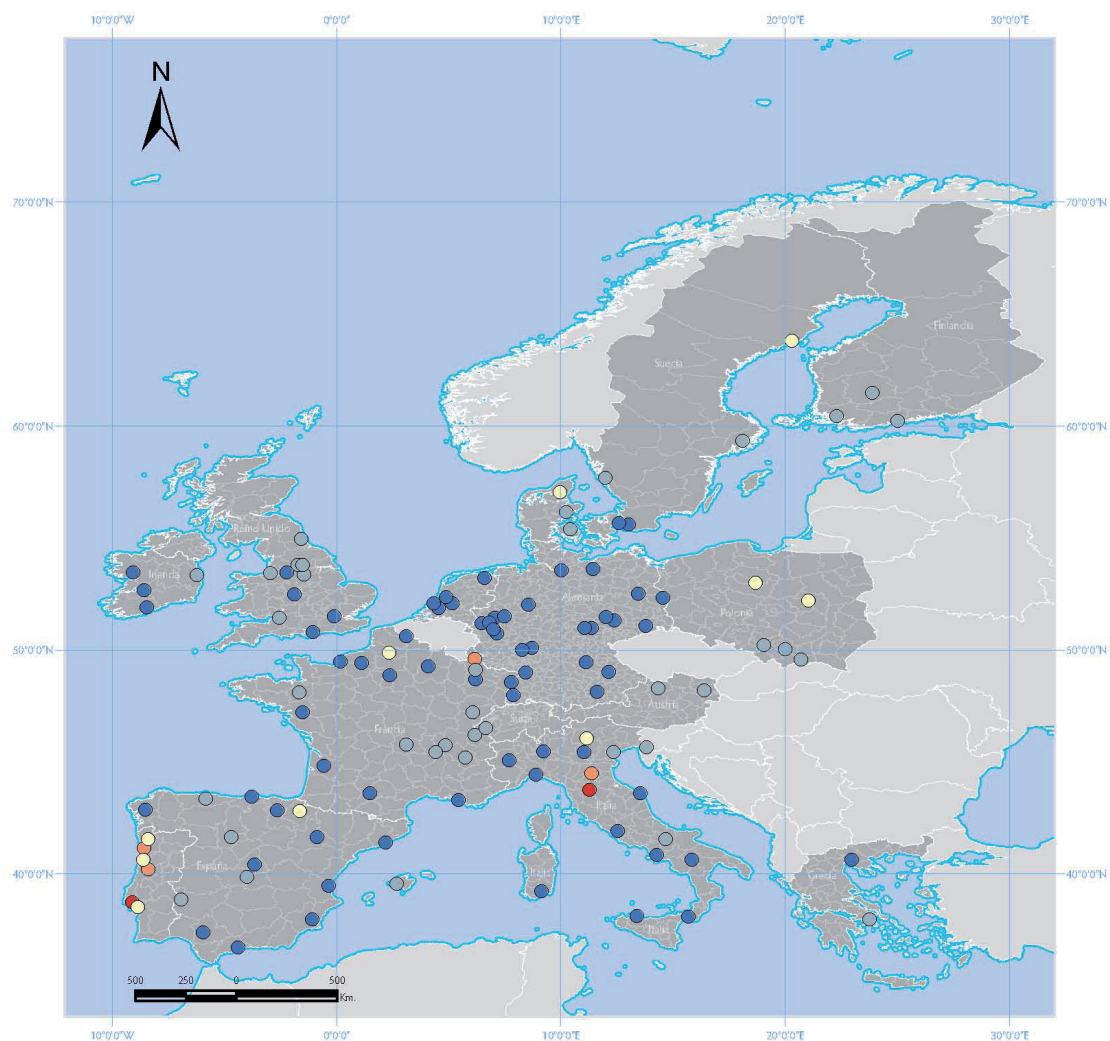 10°0'0"W 0°0'0"E 10°0'0"E 20°0'0"E 30°0'0"E
N
70°0'0"N 70°0'0"N
Finlandia
Suecia
60°0'0"N 60°0'0"N
Reino Unido
Irlanda
Alemania
Polonia
50°0'0"N 50°0'0"N
Austria
Francia
Suiza
Italia
España
40°0'0"N Italia 40°0'0"N
Grecia
Italia
500 250 0 500
Km.
10°0'0"W 0°0'0"E 10°0'0"E 20°0'0"E 30°0'0"E